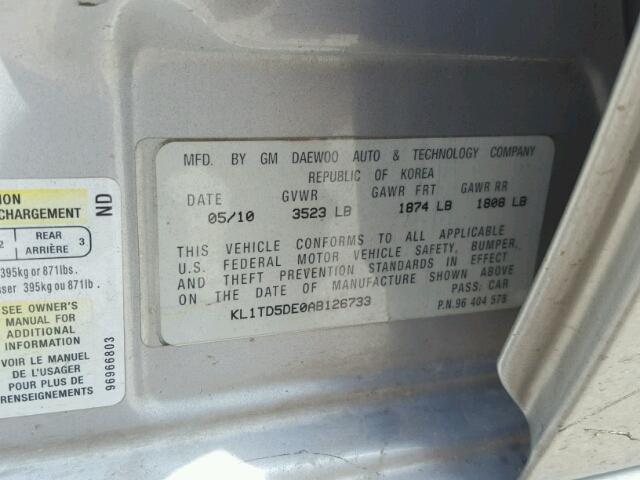 MFD. BY GM DAEWOO AUTO & TECHNOLOGY COMPANY
REPUBLIC OF KOREA
DATE GVWR GAWR FRT GAWR RR
05/10 3523 LB 1874 LB 1808 LB
THIS VEHICLE CONFORMS TO ALL APPLICABLE
U.S. FEDERAL MOTOR VEHICLE SAFETY, BUMPER,
AND THEFT PREVENTION STANDARDS IN EFFECT
ON THE DATE OF MANUFACTURE SHOWN ABOVE
PASS: CAR
KL1TD5DE0AB126733
P.N.96 404 578
ION
CHARGEMENT
2 REAR
ARRIÈRE 3
395kg or 871lbs.
sser 395kg ou 871lb.
SEE OWNER'S
MANUAL FOR
ADDITIONAL
INFORMATION
VOIR LE MANUEL
DE L'USAGER
POUR PLUS DE
RENSEIGNEMENTS
ND
96966803